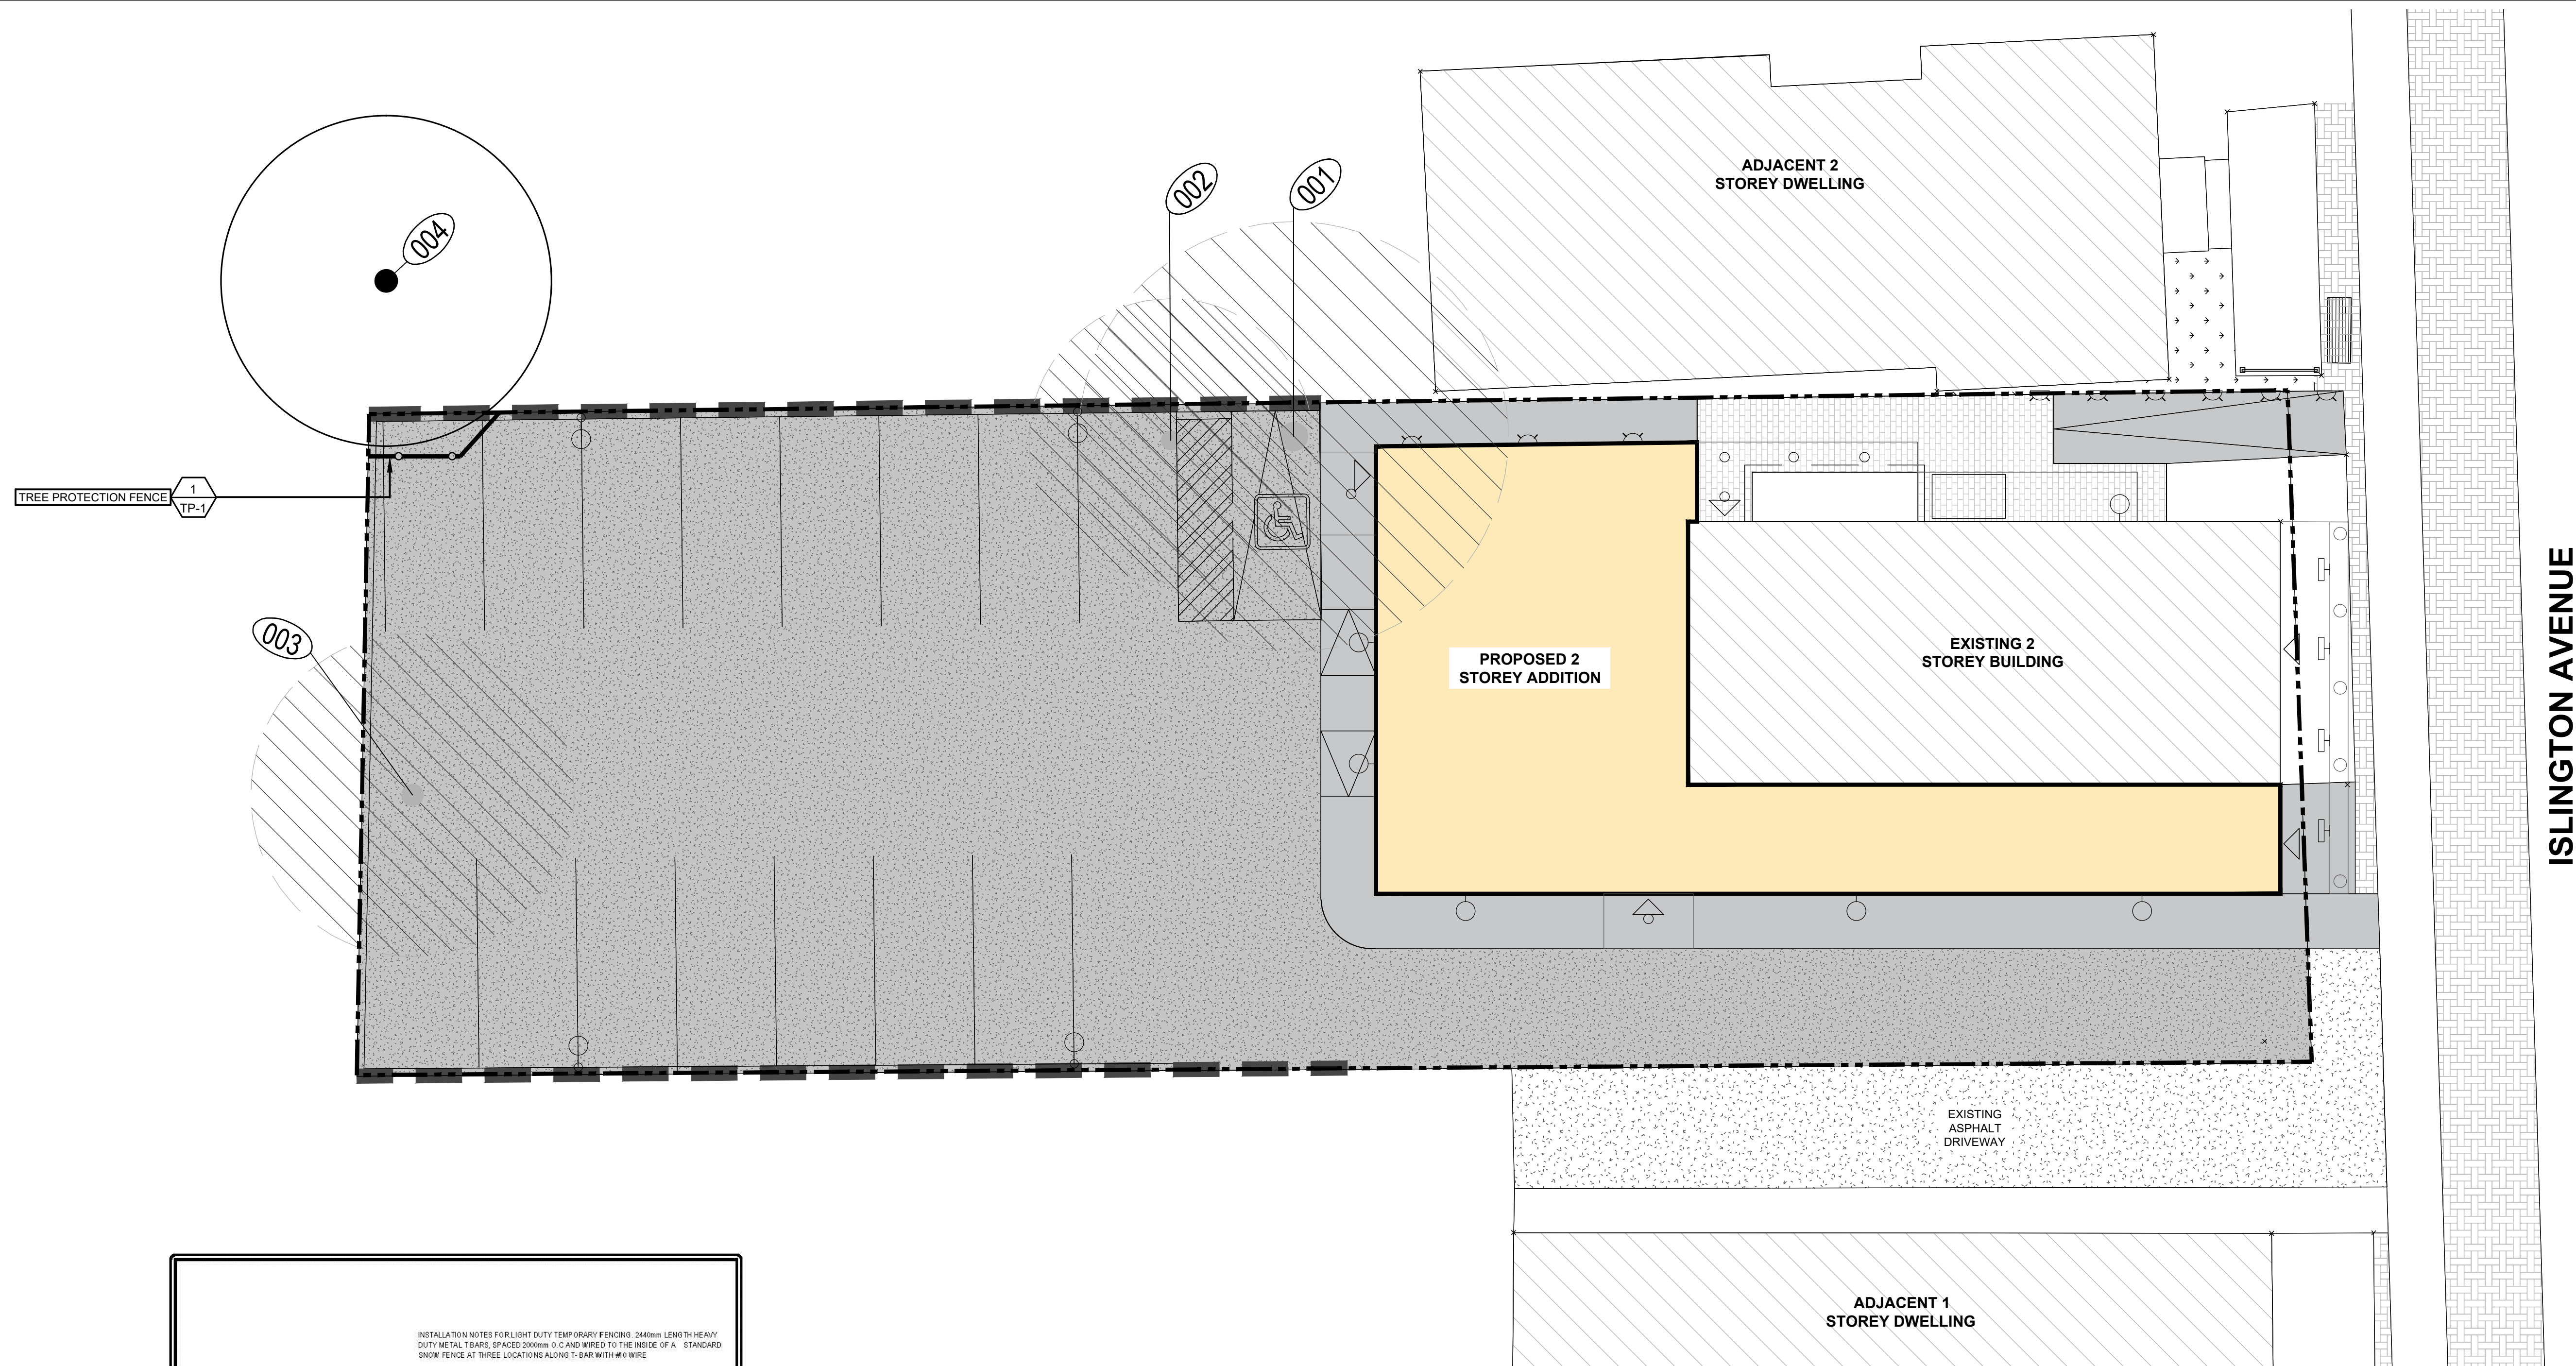 ADJACENT 2
STOREY DWELLING
002
001
004
TREE PROTECTION FENCE
1
TP-1
003
PROPOSED 2
STOREY ADDITION
EXISTING 2
STOREY BUILDING
ISLINGTON AVENUE
EXISTING
ASPHALT
DRIVEWAY
ADJACENT 1
STOREY DWELLING
INSTALLATION NOTES FOR LIGHT DUTY TEMPORARY FENCING. 2440mm LENGTH HEAVY
DUTY METAL T BARS, SPACED 2000mm O.C AND WIRED TO THE INSIDE OF A STANDARD
SNOW FENCE AT THREE LOCATIONS ALONG T- BAR WITH #10 WIRE